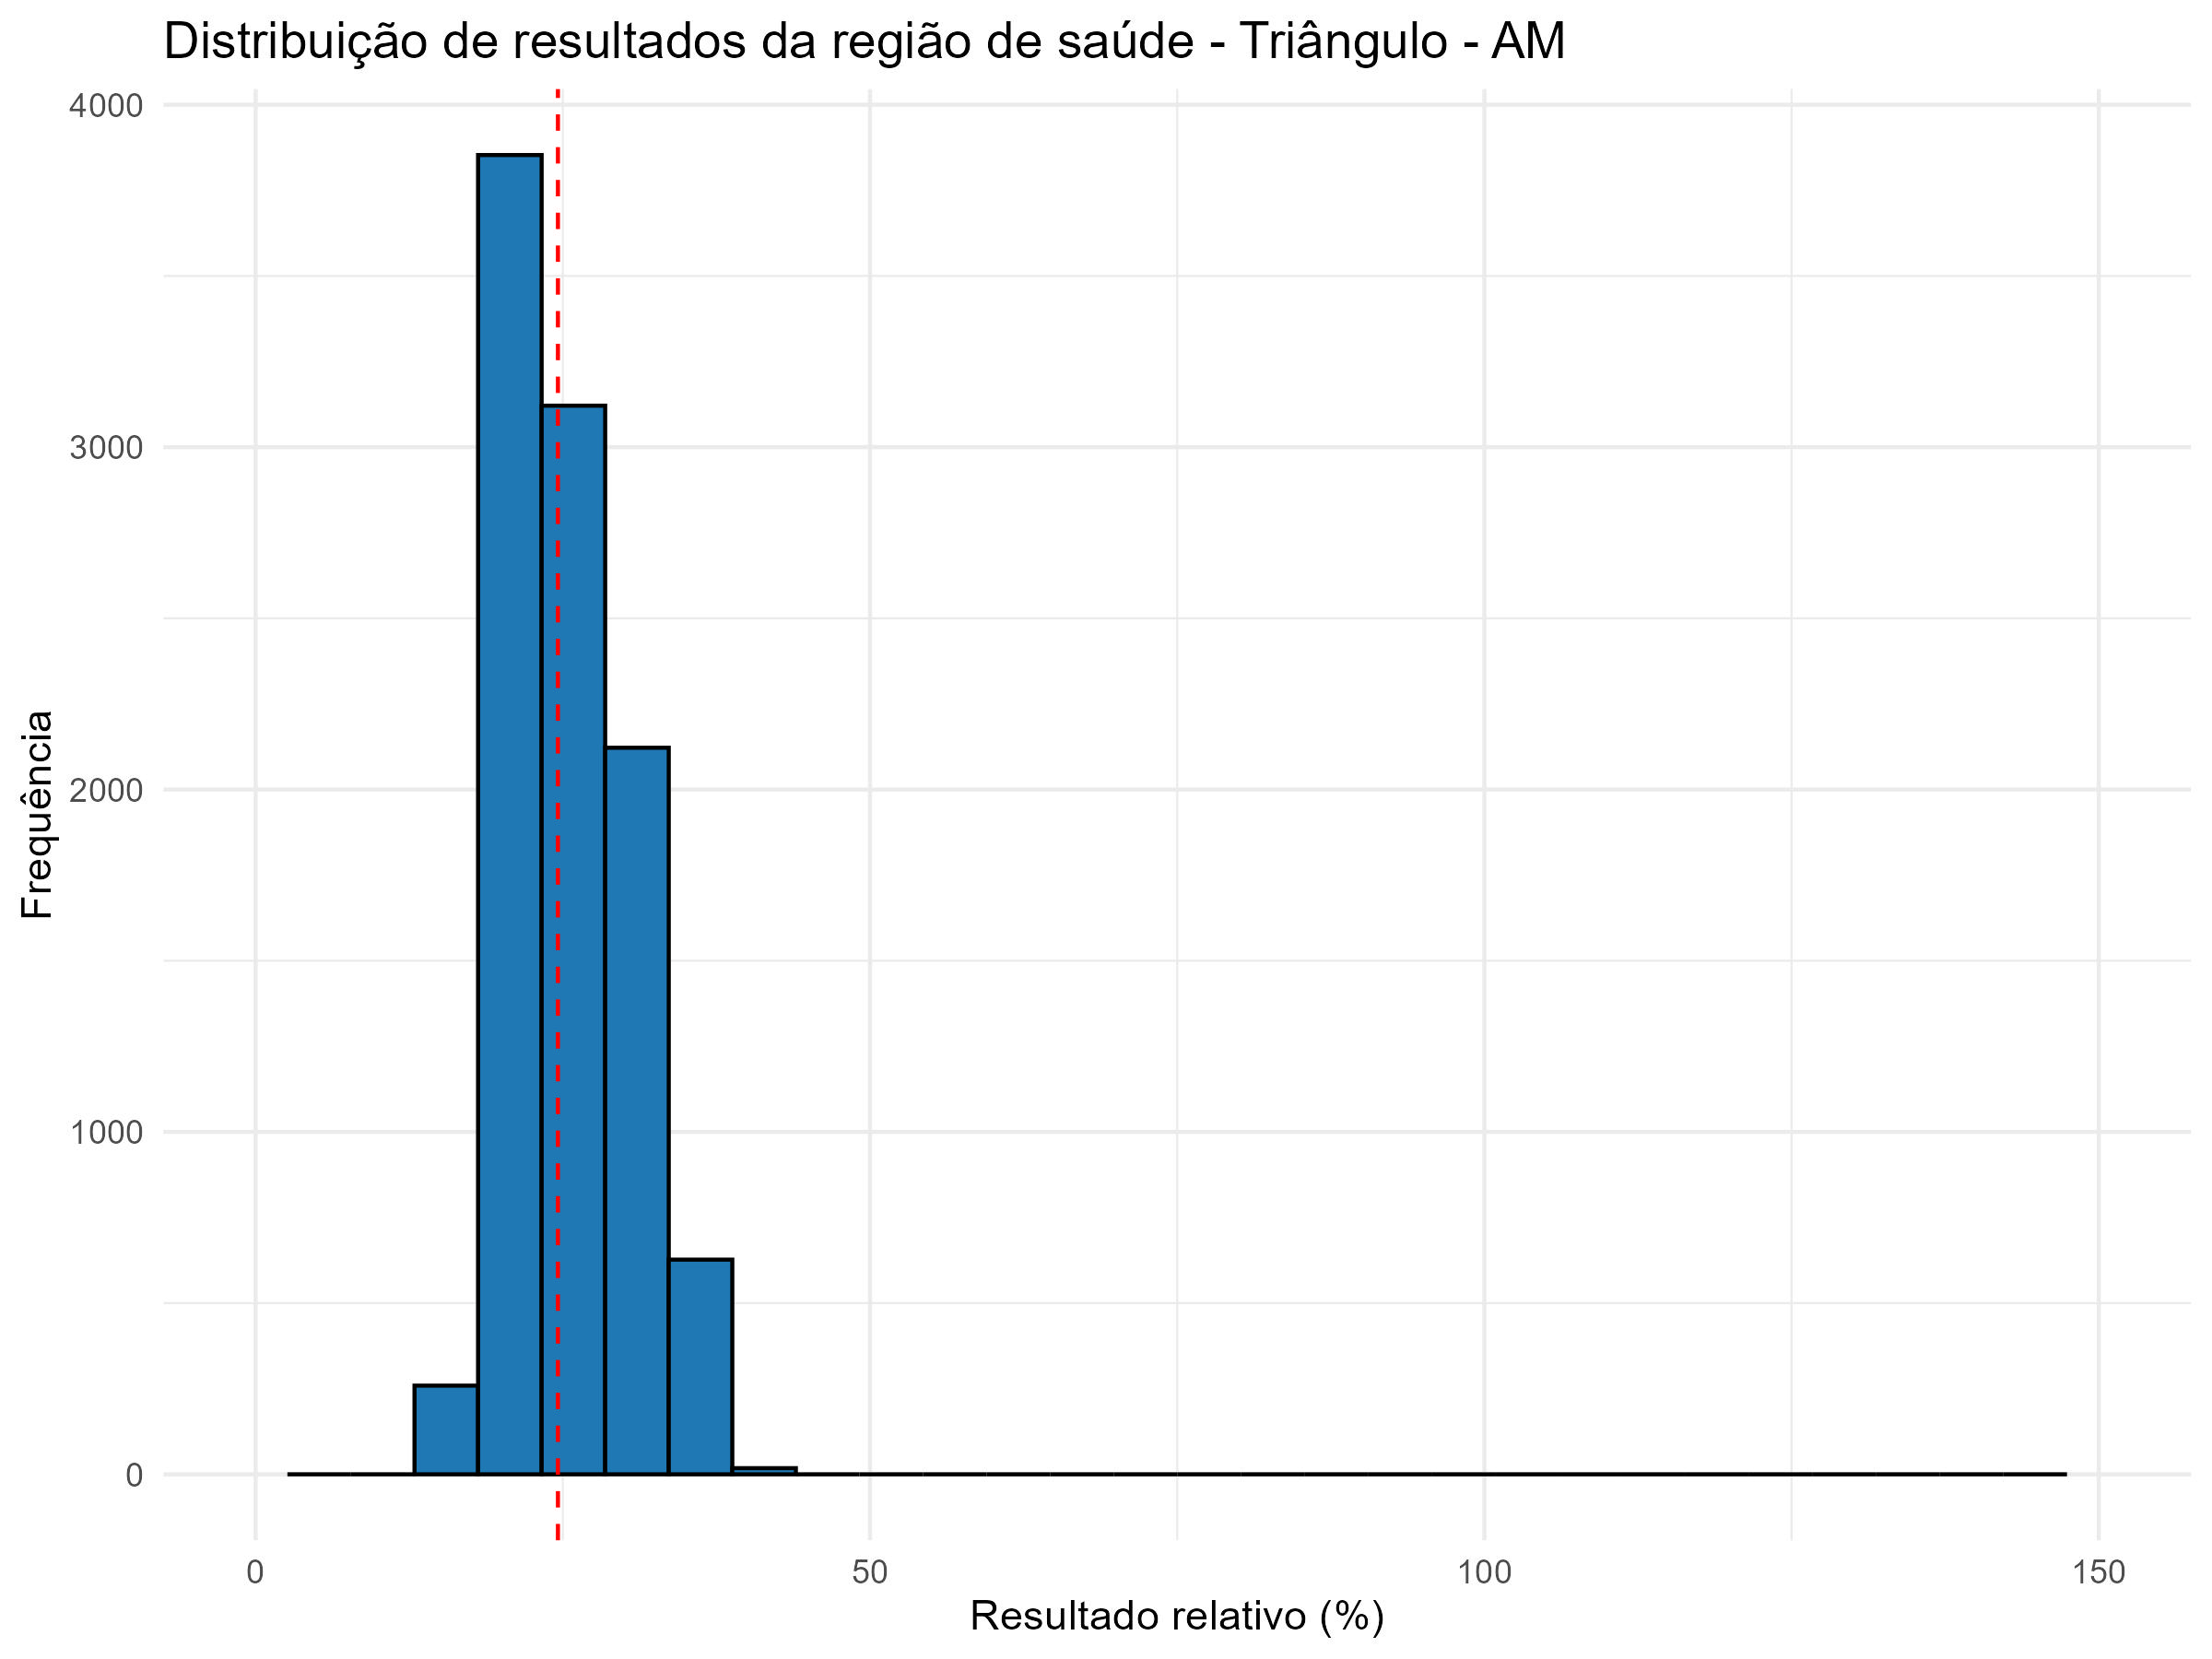 Distribuição de resultados da região de saúde - Triângulo - AM
4000
3000
2000
1000
0
Frequência
0 50 100 150
Resultado relativo (%)